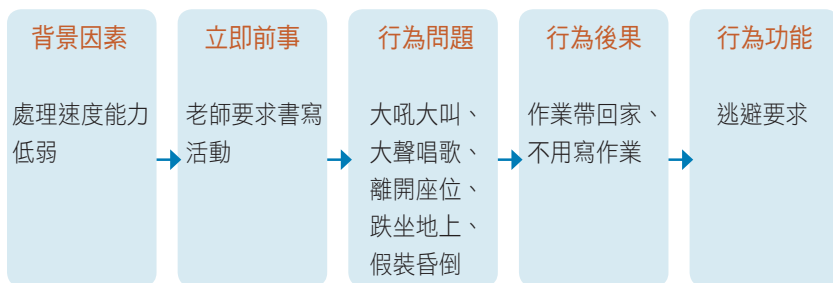 背景因素
處理速度能力
低弱
立即前事
老師要求書寫
活動
行為問題
大吼大叫、
大聲唱歌、
離開座位、
跌坐地上、
假裝昏倒
行為後果
作業帶回家、
不用寫作業
行為功能
逃避要求